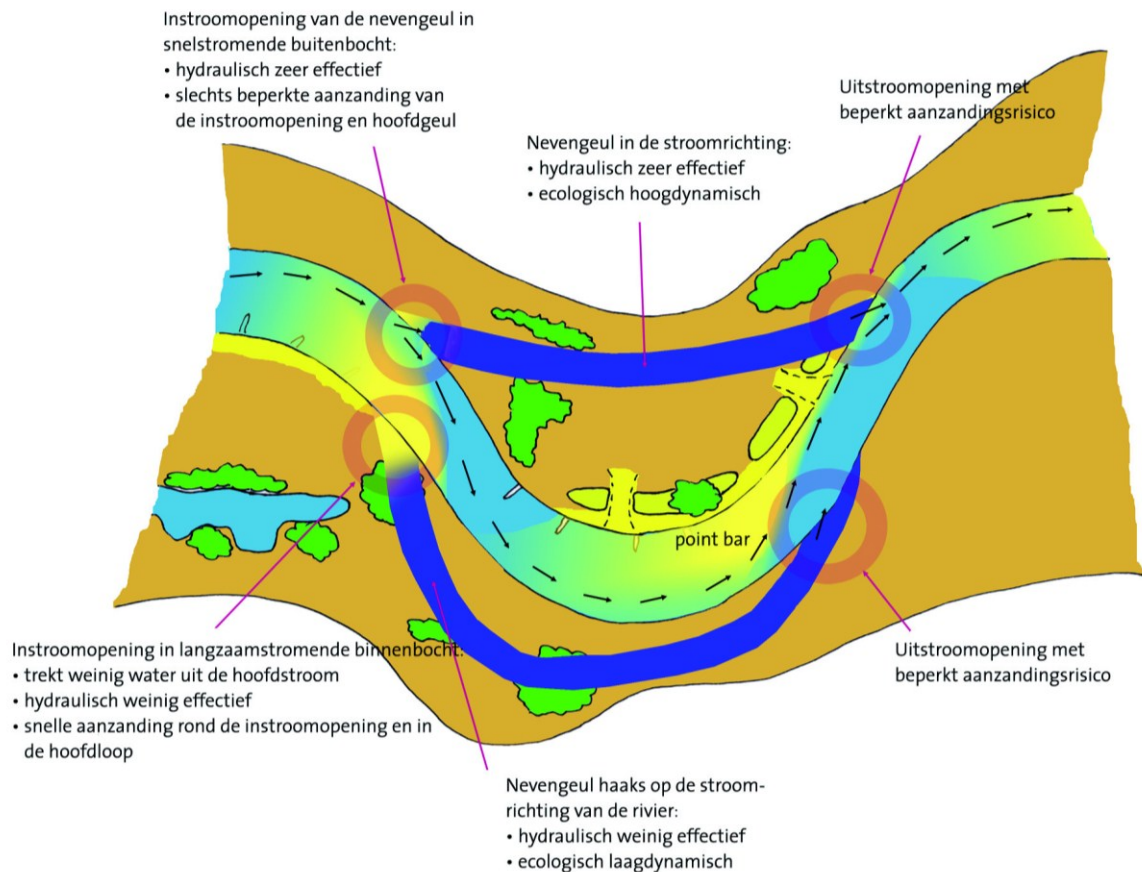 Instroomopening van de nevengeul in
snelstromende buitenbocht:
• hydraulisch zeer effectief
• slechts beperkte aanzanding van
de instroomopening en hoofdgeul
Nevengeul in de stroomrichting:
• hydraulisch zeer effectief
• ecologisch hoogdynamisch
Uitstroomopening met
beperkt aanzandingsrisico
point bar
Instroomopening in langzaamstromende binnenbocht:
• trekt weinig water uit de hoofdstroom
• hydraulisch weinig effectief
• snelle aanzanding rond de instroomopening en in
de hoofdloop
Uitstroomopening met
beperkt aanzandingsrisico
Nevengeul haaks op de stroom-
richting van de rivier:
• hydraulisch weinig effectief
• ecologisch laagdynamisch